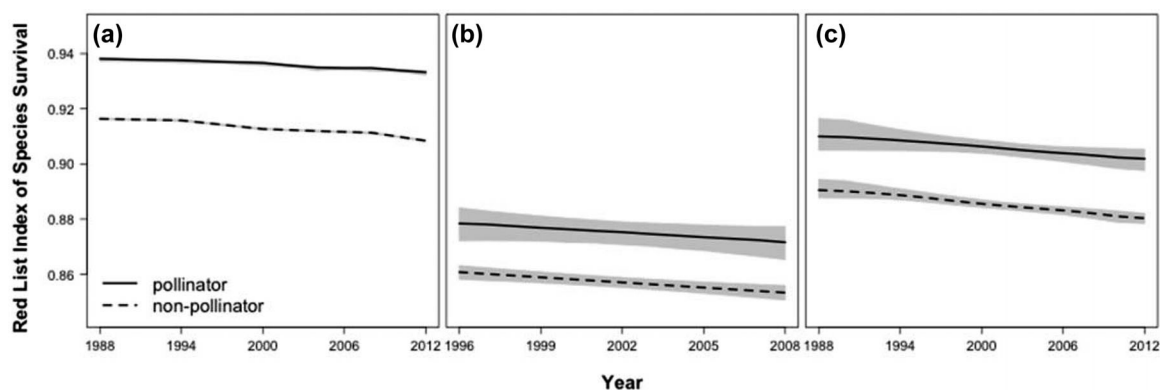 Red List Index of Species Survival
(a)
(b)
(c)
0.94
0.92
0.90
0.88
0.86
pollinator
non-pollinator
1988 1994 2000 2006 2012
1996 1999 2002 2005 2008
1988 1994 2000 2006 2012
Year